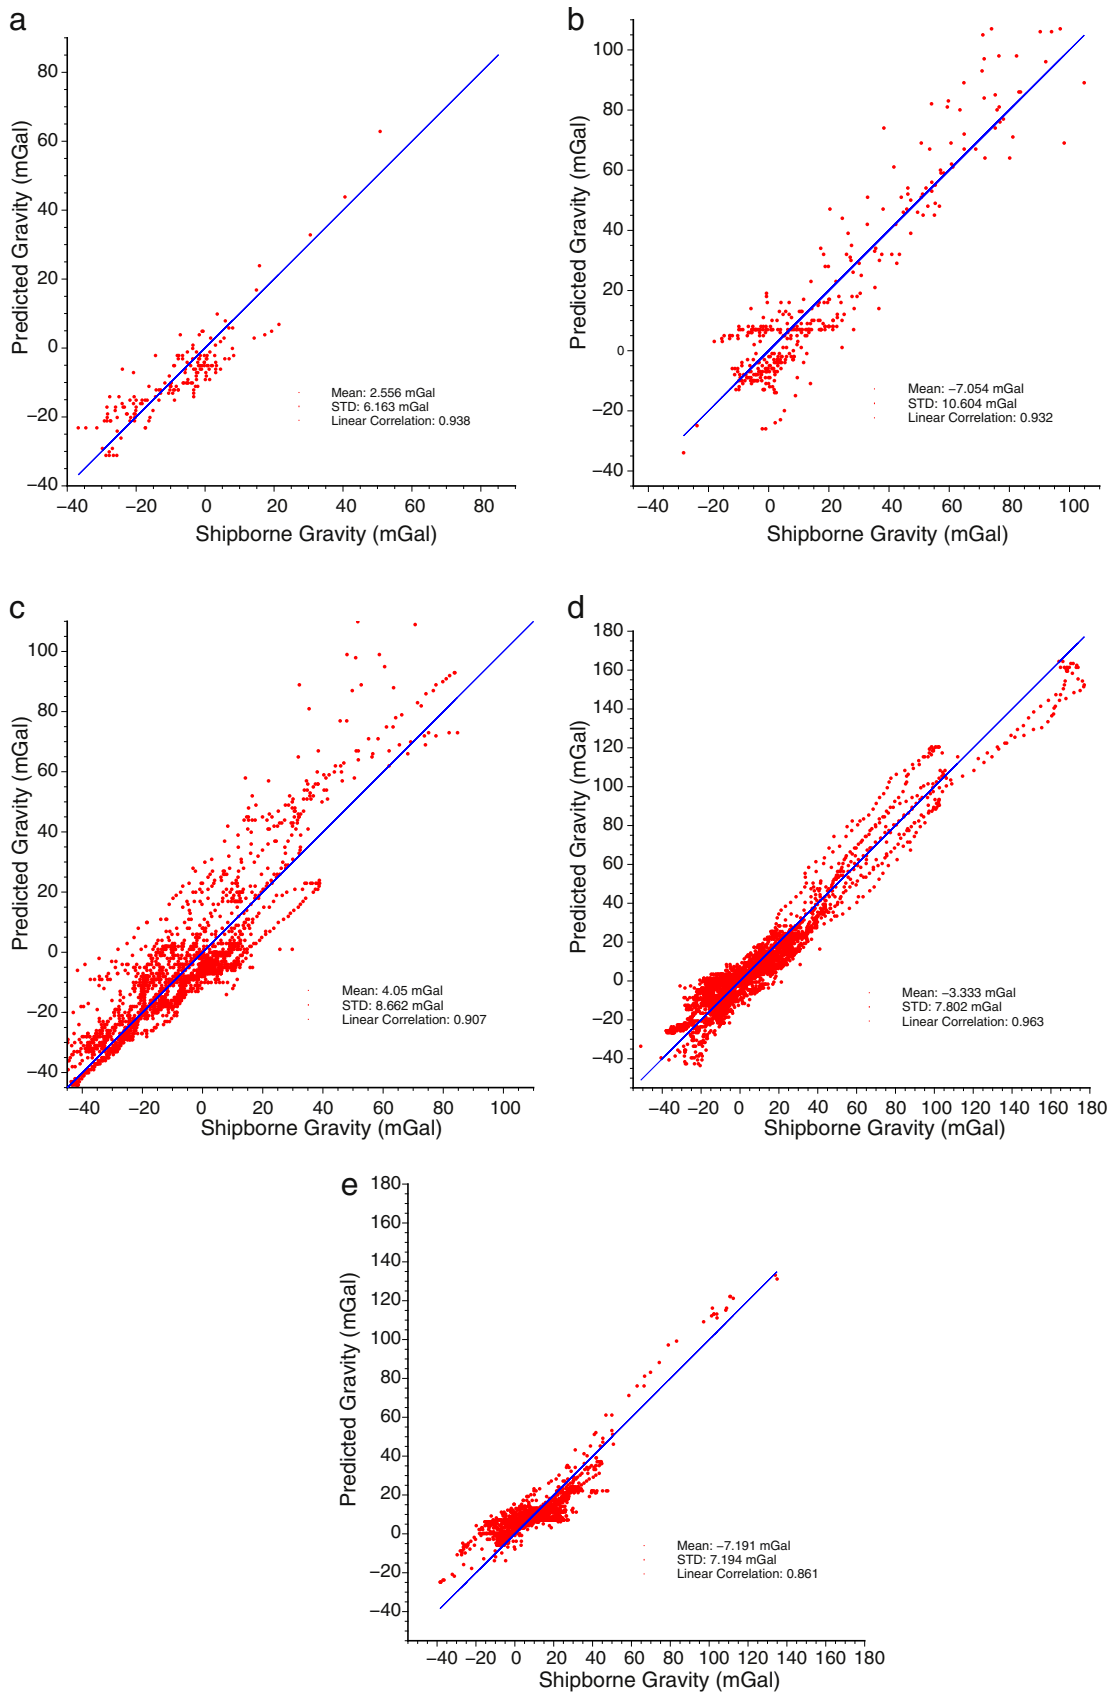 a
Predicted Gravity (mGal)
80
60
40
20
0
−20
−40
−40 −20 0 20 40 60 80
Shipborne Gravity (mGal)
Mean: 2.556 mGal
STD: 6.163 mGal
Linear Correlation: 0.938
b
Predicted Gravity (mGal)
100
80
60
40
20
0
−20
−40
−40 −20 0 20 40 60 80 100
Shipborne Gravity (mGal)
Mean: −7.054 mGal
STD: 10.604 mGal
Linear Correlation: 0.932
c
Predicted Gravity (mGal)
100
80
60
40
20
0
−20
−40
−40 −20 0 20 40 60 80 100
Shipborne Gravity (mGal)
Mean: 4.05 mGal
STD: 8.662 mGal
Linear Correlation: 0.907
d
Predicted Gravity (mGal)
180
160
140
120
100
80
60
40
20
0
−20
−40
−40 −20 0 20 40 60 80 100 120 140 160 180
Shipborne Gravity (mGal)
Mean: −3.333 mGal
STD: 7.802 mGal
Linear Correlation: 0.963
e
Predicted Gravity (mGal)
180
160
140
120
100
80
60
40
20
0
−20
−40
−40 −20 0 20 40 60 80 100 120 140 160 180
Shipborne Gravity (mGal)
Mean: −7.191 mGal
STD: 7.194 mGal
Linear Correlation: 0.861